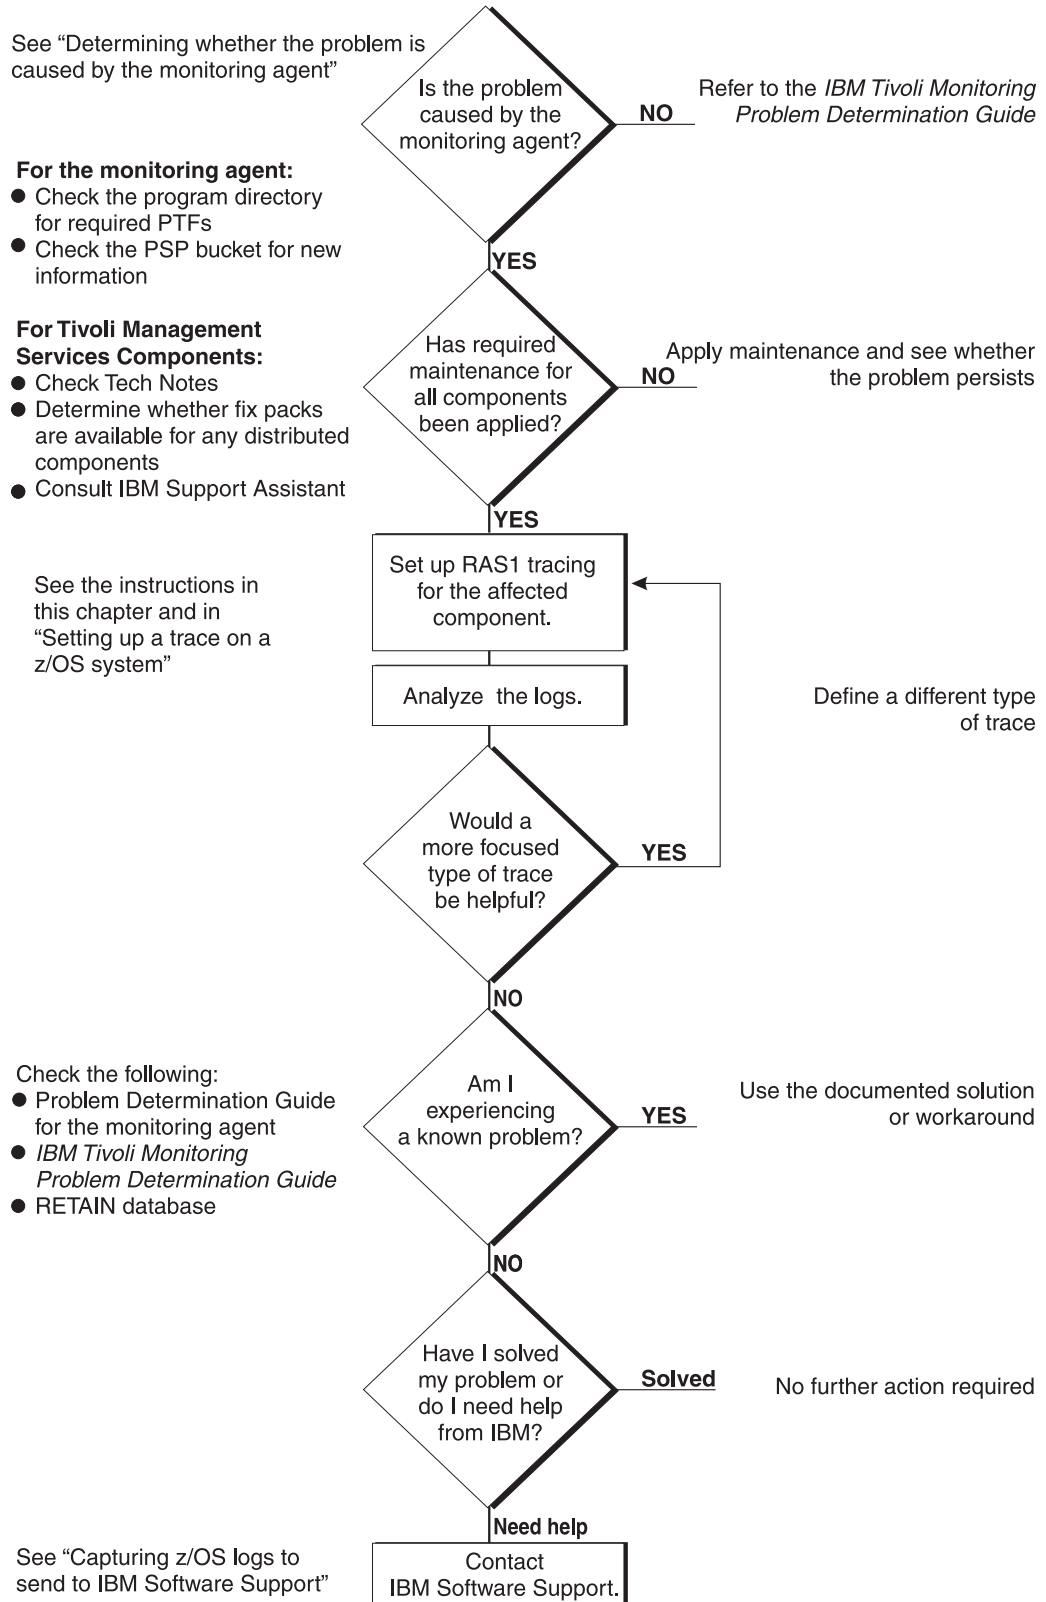 See “Determining whether the problem is
caused by the monitoring agent”
Is the problem
caused by the
monitoring agent?
NO
Refer to the IBM Tivoli Monitoring
Problem Determination Guide
For the monitoring agent:
● Check the program directory
for required PTFs
● Check the PSP bucket for new
information
YES
For Tivoli Management
Services Components:
● Check Tech Notes
● Determine whether fix packs
are available for any distributed
components
● Consult IBM Support Assistant
Has required
maintenance for
all components
been applied?
NO
Apply maintenance and see whether
the problem persists
YES
Set up RAS1 tracing
for the affected
component.
See the instructions in
this chapter and in
“Setting up a trace on a
z/OS system”
Analyze the logs.
Define a different type
of trace
Would a
more focused
type of trace
be helpful?
YES
NO
Check the following:
● Problem Determination Guide
for the monitoring agent
● IBM Tivoli Monitoring
Problem Determination Guide
● RETAIN database
Am I
experiencing
a known problem?
YES
Use the documented solution
or workaround
NO
Have I solved
my problem or
do I need help
from IBM?
Solved
No further action required
Need help
See “Capturing z/OS logs to
send to IBM Software Support”
Contact
IBM Software Support.